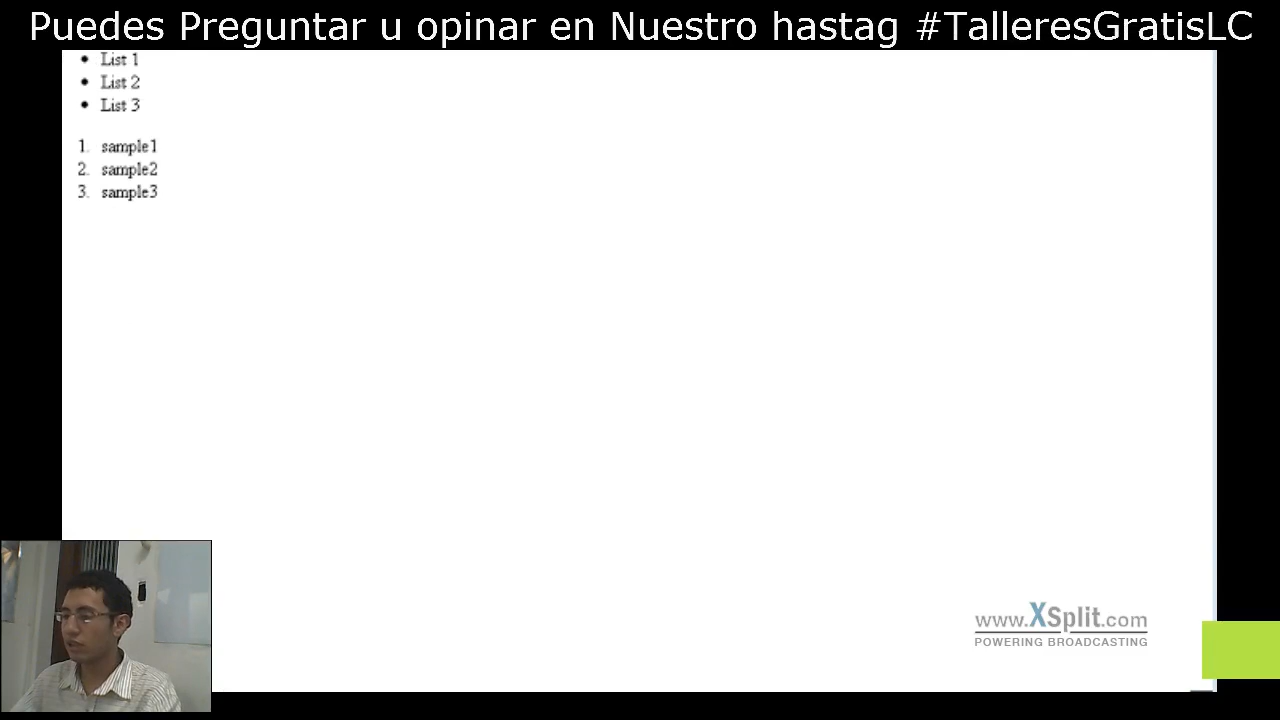 Puedes Preguntar u opinar en Nuestro hastag #TalleresGratisLC
• List 1
• List 2
• List 3
1. sample1
2. sample2
3. sample3
www.XSplit.com
POWERING BROADCASTING